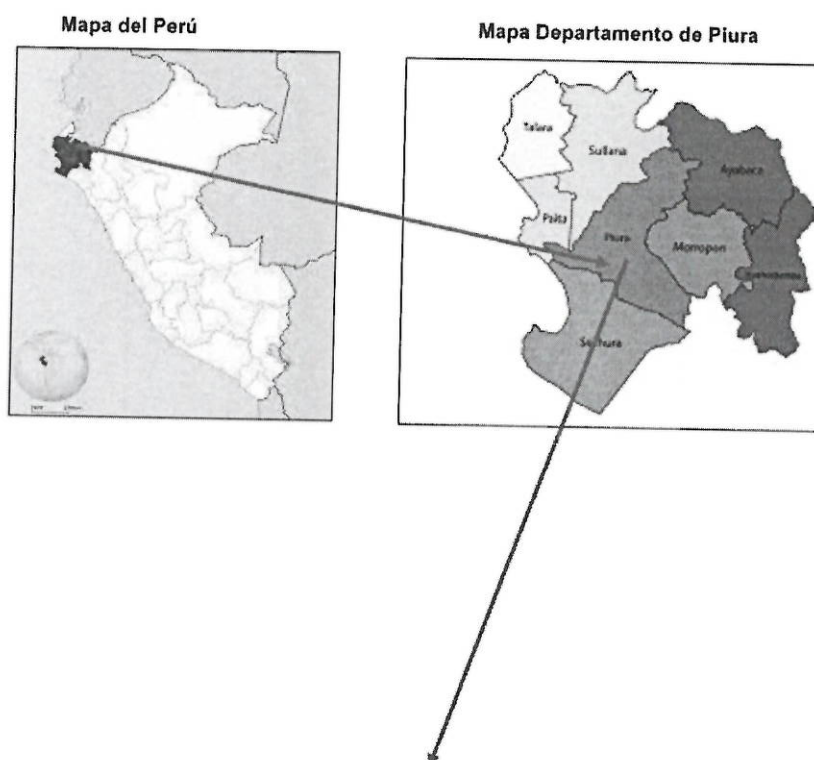 Mapa del Perú
Mapa Departamento de Piura
Talara
Sullana
Ayabaca
Paita
Piura
Morropon
Sechura